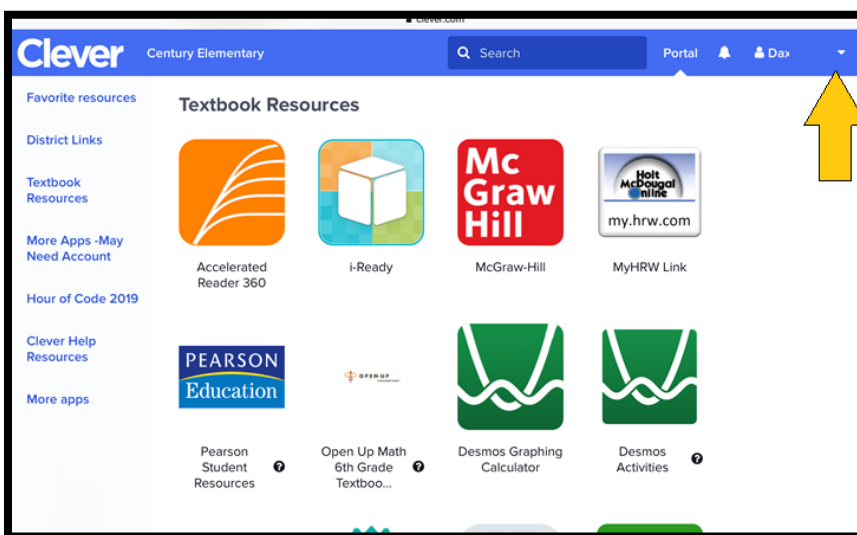 clever.com
Clever Century Elementary Search Portal Dax
Favorite resources
District Links
Textbook
Resources
More Apps -May
Need Account
Hour of Code 2019
Clever Help
Resources
More apps
Textbook Resources
Mc
Graw
Hill
Holt
McDougal
Online
my.hrw.com
Accelerated
Reader 360
i-Ready
McGraw-Hill
MyHRW Link
PEARSON
Education
OPEN UP
RESOURCES
Pearson
Student
Resources
Open Up Math
6th Grade
Textboo...
Desmos Graphing
Calculator
Desmos
Activities